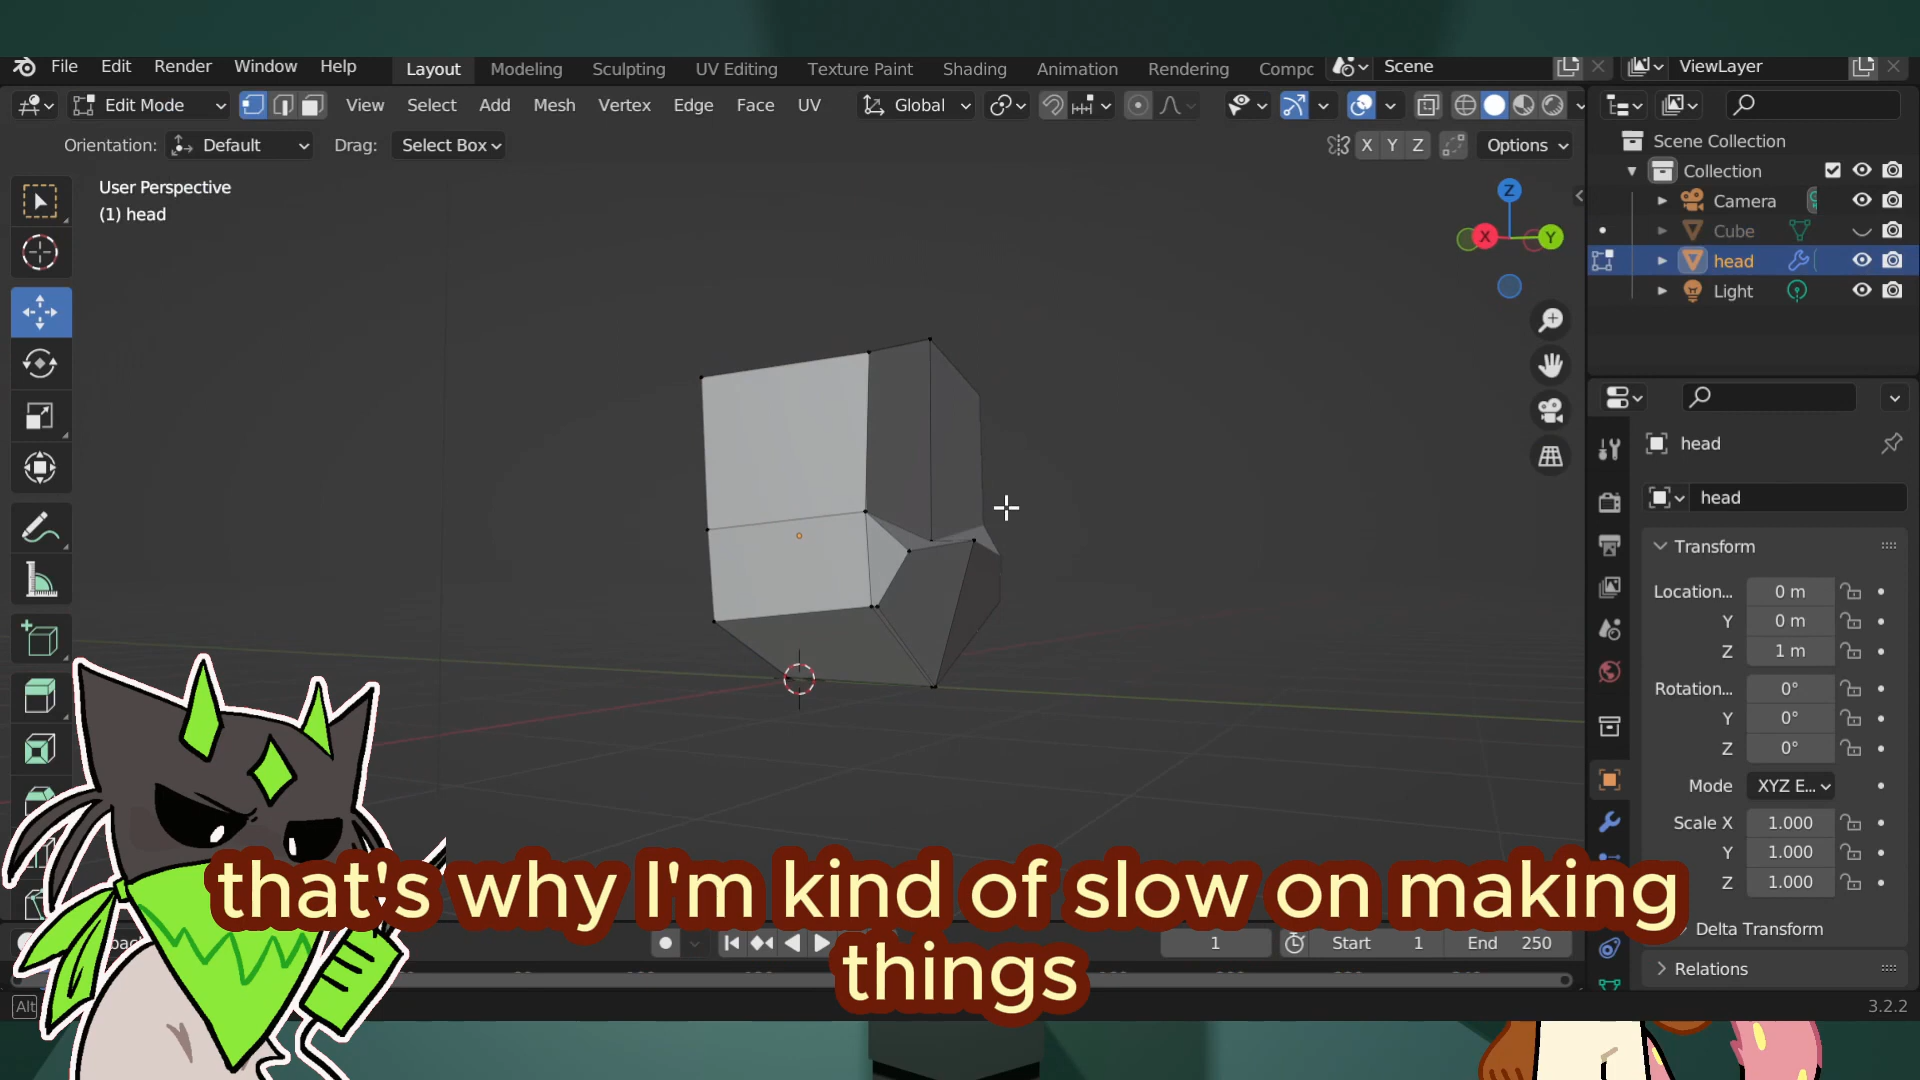 File Edit Render Window Help Layout Modeling Sculpting UV Editing Texture Paint Shading Animation Rendering Compc Scene ViewLayer
Edit Mode View Select Add Mesh Vertex Edge Face UV Global
Orientation: Default Drag: Select Box X Y Z Options
User Perspective
(1) head
Z
X
Y
Scene Collection
Collection
Camera
Cube
head
Light
head
head
Transform
Location... 0 m
Y 0 m
Z 1 m
Rotation... 0°
Y 0°
Z 0°
Mode XYZ E...
Scale X 1.000
Y 1.000
Z 1.000
Delta Transform
Relations
that's why I'm kind of slow on making
things
1 Start 1 End 250
Alt
3.2.2